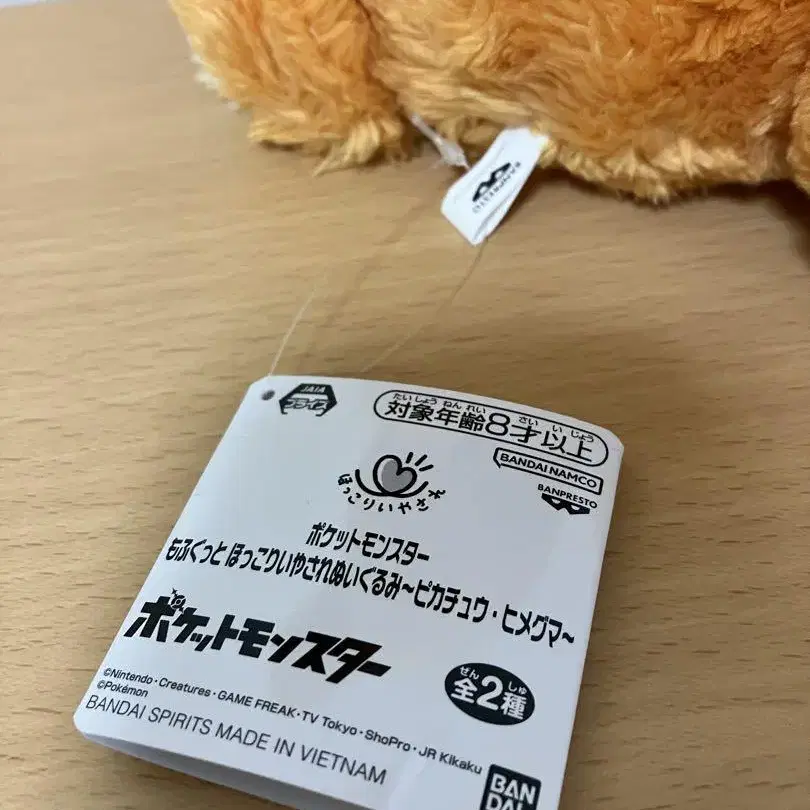 BANPRESTO
JAIA
プライズ
たいしょうねんれい さい いじょう
対象年齢8才以上
BANDAI NAMCO
BANPRESTO
ほっこりいやされ
ポケットモンスター
もふぐっと ほっこりいやされぬいぐるみ~ピカチュウ・ヒメグマ~
ポケットモンスター
ぜん しゅ
全2種
©Nintendo・Creatures・GAME FREAK・TV Tokyo・ShoPro・JR Kikaku
©Pokémon
BANDAI SPIRITS MADE IN VIETNAM
BAN
DAI